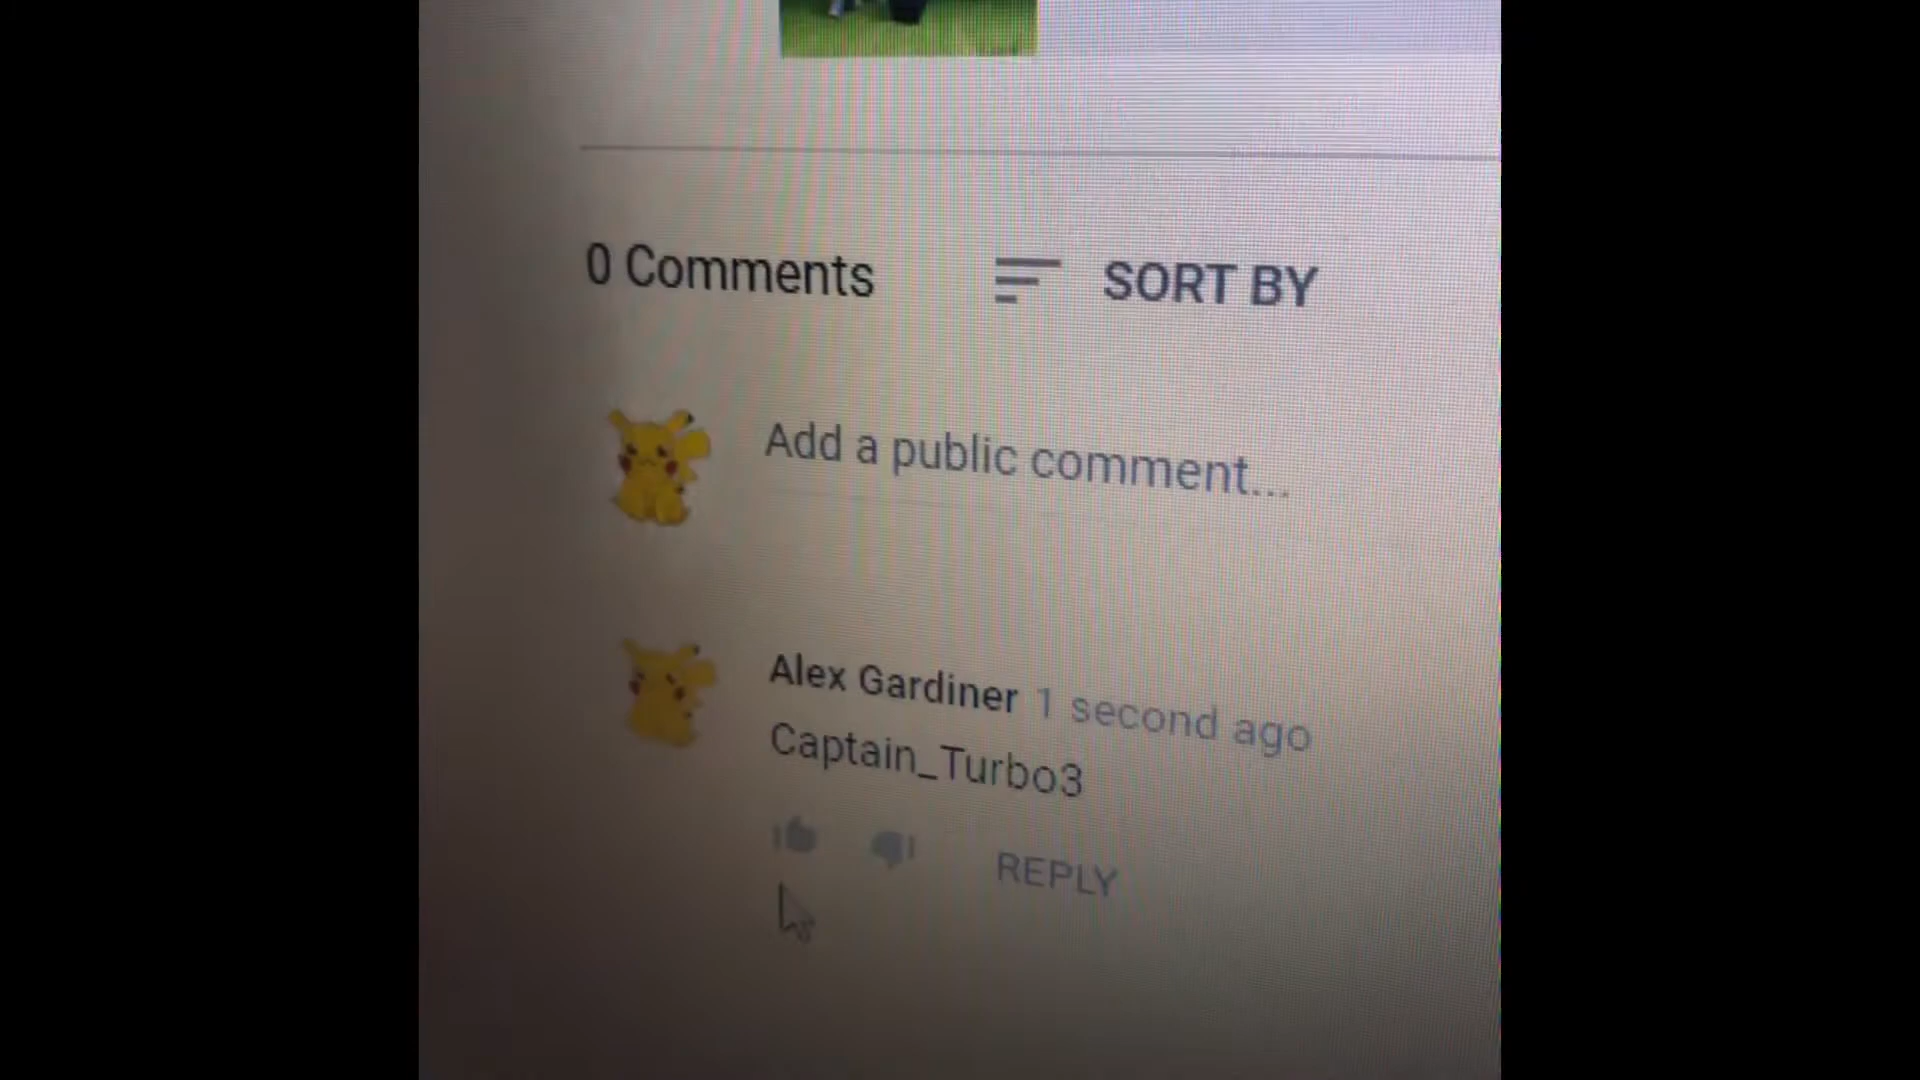 0 Comments SORT BY
Add a public comment...
Alex Gardiner 1 second ago
Captain_Turbo3
REPLY